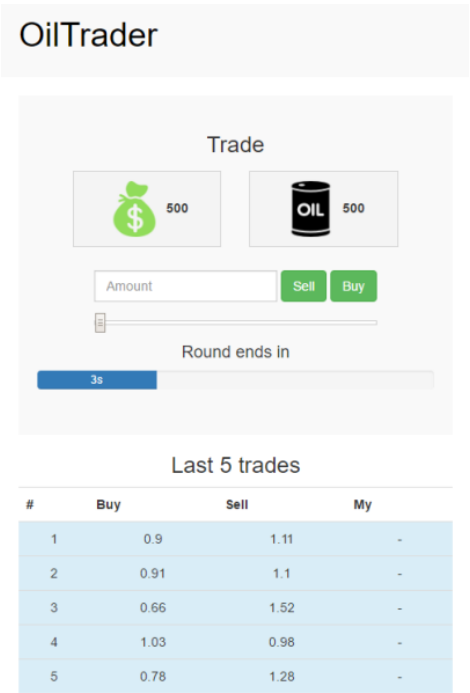 OilTrader
Trade
$ 500 OIL 500
Amount Sell Buy
Round ends in
3s
Last 5 trades
# Buy Sell My
1 0.9 1.11 -
2 0.91 1.1 -
3 0.66 1.52 -
4 1.03 0.98 -
5 0.78 1.28 -